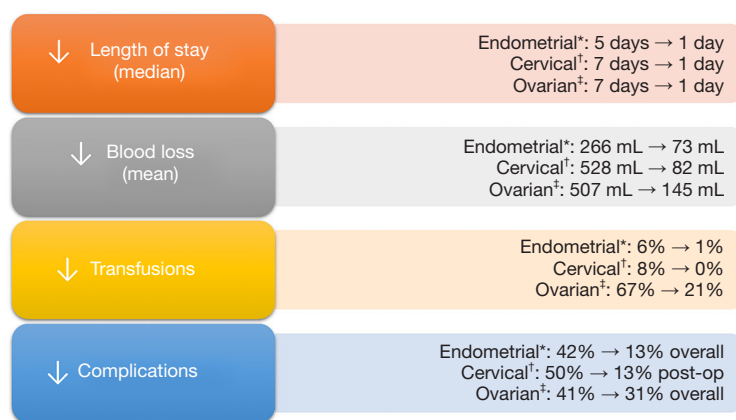 ↓ Length of stay
(median)
Endometrial*: 5 days → 1 day
Cervical†: 7 days → 1 day
Ovarian‡: 7 days → 1 day
↓ Blood loss
(mean)
Endometrial*: 266 mL → 73 mL
Cervical†: 528 mL → 82 mL
Ovarian‡: 507 mL → 145 mL
↓ Transfusions
Endometrial*: 6% → 1%
Cervical†: 8% → 0%
Ovarian‡: 67% → 21%
↓ Complications
Endometrial*: 42% → 13% overall
Cervical†: 50% → 13% post-op
Ovarian‡: 41% → 31% overall